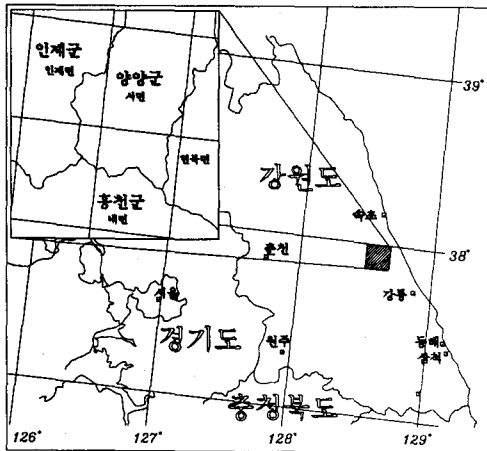 인제군
인제면
양양군
서면
현북면
홍천군
내면
39°
강원도
속초
38°
춘천
강릉
서울
경기도
원주
동해
삼척
충청북도
126°
127°
128°
129°